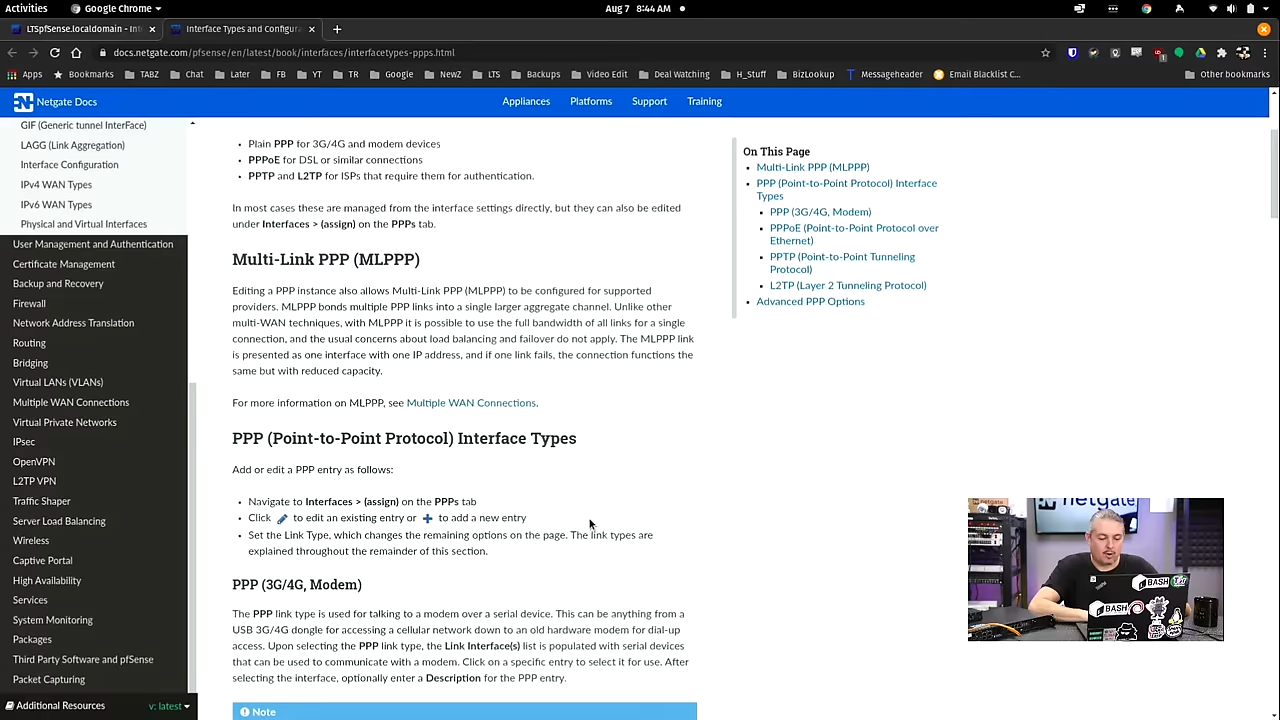 Activities
Google Chrome
Aug 7 8:44 AM
LTSpfSense.localdomain - Int
Interface Types and Configura
docs.netgate.com/pfsense/en/latest/book/interfaces/interfacetypes-ppps.html
Apps
Bookmarks
TABZ
Chat
Later
FB
YT
TR
Google
NewZ
LTS
Backups
Video Edit
Deal Watching
H_Stuff
BizLookup
Messageheader
Email Blacklist C...
Other bookmarks
Netgate Docs
Appliances
Platforms
Support
Training
GIF (Generic tunnel InterFace)
LAGG (Link Aggregation)
Interface Configuration
IPv4 WAN Types
IPv6 WAN Types
Physical and Virtual Interfaces
User Management and Authentication
Certificate Management
Backup and Recovery
Firewall
Network Address Translation
Routing
Bridging
Virtual LANs (VLANs)
Multiple WAN Connections
Virtual Private Networks
IPsec
OpenVPN
L2TP VPN
Traffic Shaper
Server Load Balancing
Wireless
Captive Portal
High Availability
Services
System Monitoring
Packages
Third Party Software and pfSense
Packet Capturing
Additional Resources
v: latest
Plain PPP for 3G/4G and modem devices
PPPoE for DSL or similar connections
PPTP and L2TP for ISPs that require them for authentication.
In most cases these are managed from the interface settings directly, but they can also be edited
under Interfaces > (assign) on the PPPs tab.
Multi-Link PPP (MLPPP)
Editing a PPP instance also allows Multi-Link PPP (MLPPP) to be configured for supported
providers. MLPPP bonds multiple PPP links into a single larger aggregate channel. Unlike other
multi-WAN techniques, with MLPPP it is possible to use the full bandwidth of all links for a single
connection, and the usual concerns about load balancing and failover do not apply. The MLPPP link
is presented as one interface with one IP address, and if one link fails, the connection functions the
same but with reduced capacity.
For more information on MLPPP, see Multiple WAN Connections.
PPP (Point-to-Point Protocol) Interface Types
Add or edit a PPP entry as follows:
Navigate to Interfaces > (assign) on the PPPs tab
Click to edit an existing entry or to add a new entry
Set the Link Type, which changes the remaining options on the page. The link types are
explained throughout the remainder of this section.
PPP (3G/4G, Modem)
The PPP link type is used for talking to a modem over a serial device. This can be anything from a
USB 3G/4G dongle for accessing a cellular network down to an old hardware modem for dial-up
access. Upon selecting the PPP link type, the Link Interface(s) list is populated with serial devices
that can be used to communicate with a modem. Click on a specific entry to select it for use. After
selecting the interface, optionally enter a Description for the PPP entry.
Note
On This Page
Multi-Link PPP (MLPPP)
PPP (Point-to-Point Protocol) Interface
Types
PPP (3G/4G, Modem)
PPPoE (Point-to-Point Protocol over
Ethernet)
PPTP (Point-to-Point Tunneling
Protocol)
L2TP (Layer 2 Tunneling Protocol)
Advanced PPP Options
netgate
BASH
BASH